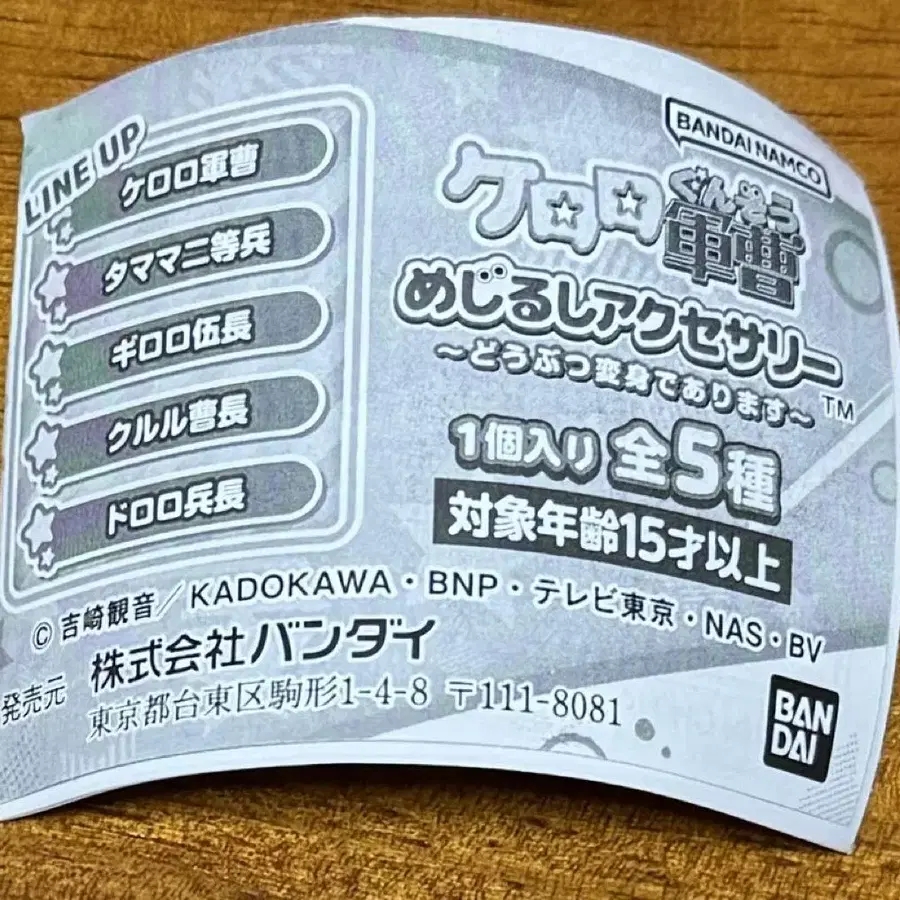 LINE UP
ケロロ軍曹
タママ二等兵
ギロロ伍長
クルル曹長
ドロロ兵長
BANDAI NAMCO
ケロロ軍曹
ぐんそう
めじるしアクセサリー
～どうぶつ変身であります～
TM
1個入り 全5種
対象年齢15才以上
© 吉崎観音／KADOKAWA・BNP・テレビ東京・NAS・BV
発売元 株式会社バンダイ
東京都台東区駒形1-4-8 〒111-8081
BAN
DAI